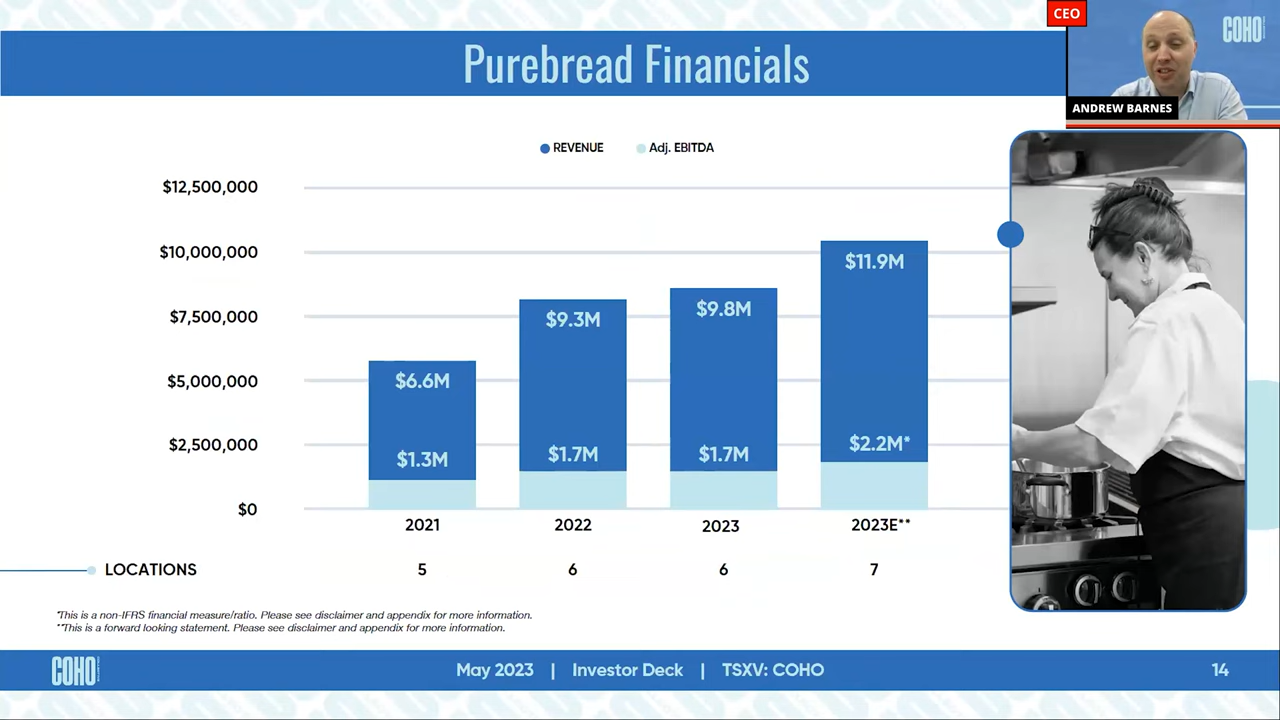 CEO
COHO
Purebread Financials
ANDREW BARNES
REVENUE Adj. EBITDA
$12,500,000
$10,000,000
$7,500,000
$5,000,000
$2,500,000
$0
$6.6M
$1.3M
$9.3M
$1.7M
$9.8M
$1.7M
$11.9M
$2.2M*
2021 2022 2023 2023E**
LOCATIONS 5 6 6 7
*This is a non-IFRS financial measure/ratio. Please see disclaimer and appendix for more information.
**This is a forward looking statement. Please see disclaimer and appendix for more information.
COHO May 2023 | Investor Deck | TSXV: COHO 14